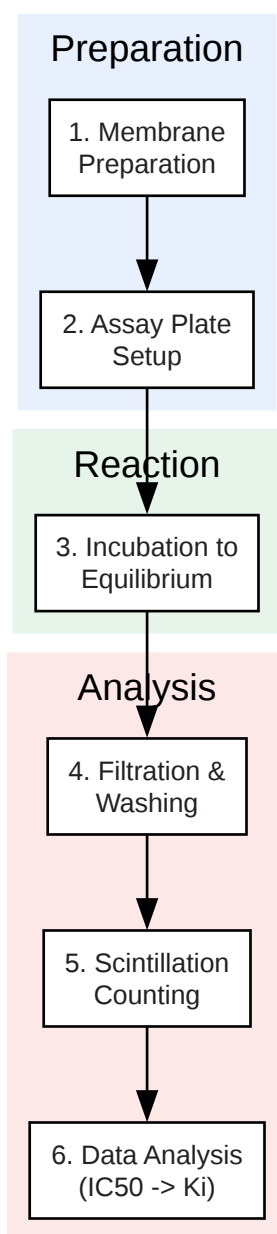 Preparation
1. Membrane
Preparation
2. Assay Plate
Setup
Reaction
3. Incubation to
Equilibrium
Analysis
4. Filtration &
Washing
5. Scintillation
Counting
6. Data Analysis
(IC50 -> Ki)